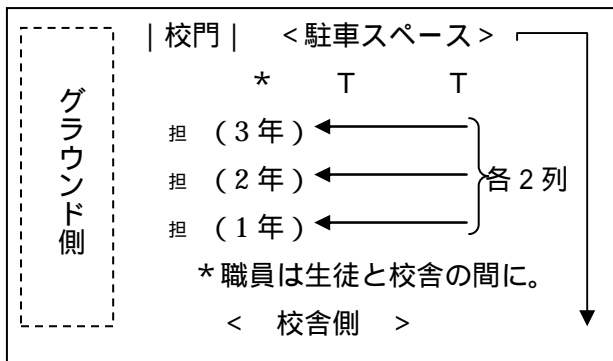 ｜校門｜　＜駐車スペース＞
＊　T　T
グラウンド側
担（３年）
担（２年）
各２列
担（１年）
＊職員は生徒と校舎の間に。
＜　校舎側　＞